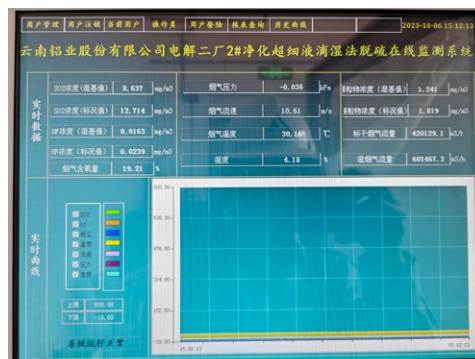 用户管理 用户注销 当前用户 操作员 用户登陆 报表查询 历史曲线 2023-10-06 15:12:13
云南铝业股份有限公司电解二厂2#净化超细液滴湿法脱硫在线监测系统
实时数据
SO2浓度(湿基值) 8.637 mg/m3 烟气压力 -0.036 kPa 颗粒物浓度(湿基值) 1.241 mg/m3
SO2浓度(标况值) 12.714 mg/m3 烟气流速 10.51 m/s 颗粒物浓度(标况值) 1.819 mg/m3
HF浓度(湿基值) 0.0163 mg/m3 烟气温度 30.16 ℃ 标干烟气流量 420129.1 m3/h
HF浓度(标况值) 0.0239 mg/m3
烟气含氧量 19.21 % 湿度 4.18 % 湿烟气流量 601467.2 m3/h
实时曲线
800.00
638.00
476.00
314.00
152.00
-10.00
SO2
温度
流速
压力
湿度
上限 800.00
下限 -10.00
系统运行正常
15:12:13